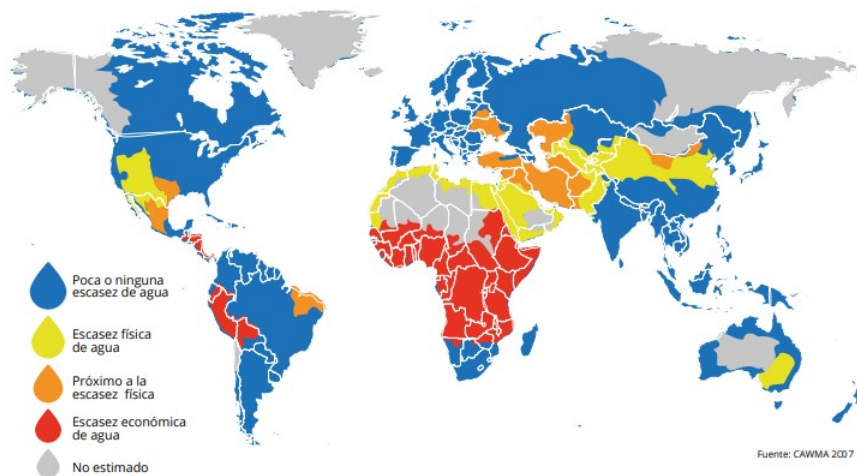 Poca o ninguna
escasez de agua
Escasez física
de agua
Próximo a la
escasez física
Escasez económica
de agua
No estimado
Fuente: CAWMA 2007